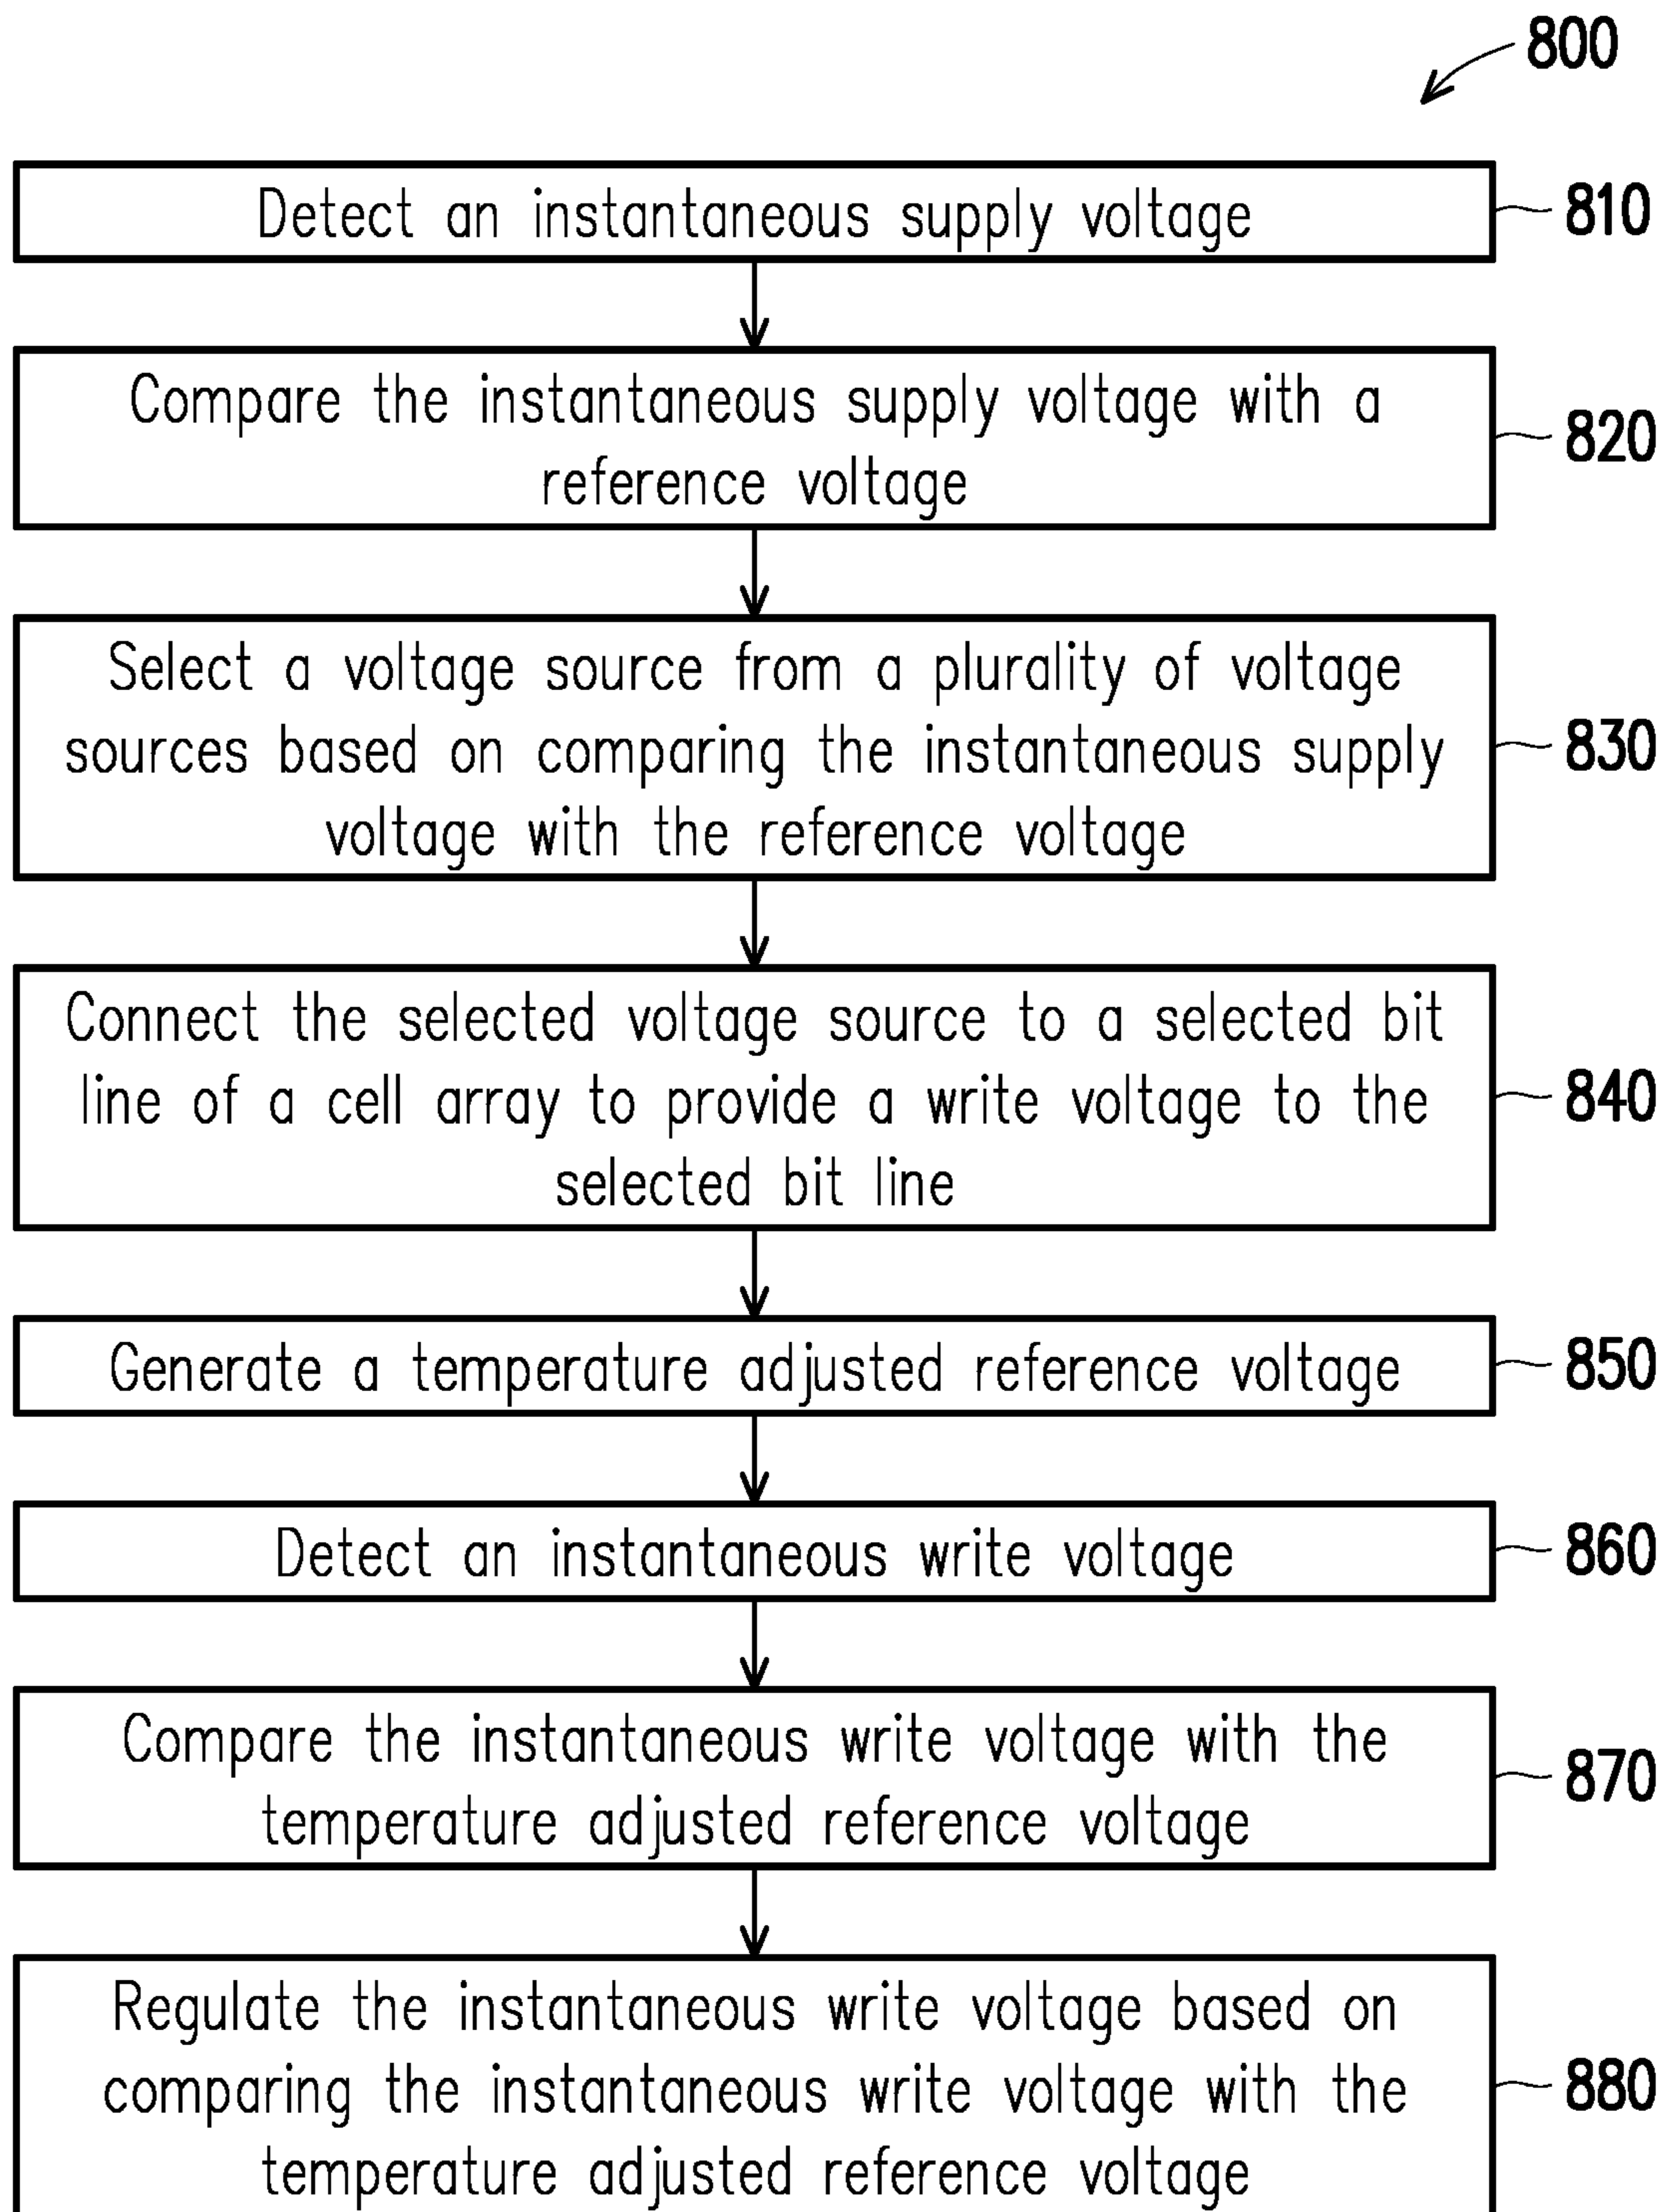 800
Detect an instantaneous supply voltage
810
Compare the instantaneous supply voltage with a
reference voltage
820
Select a voltage source from a plurality of voltage
sources based on comparing the instantaneous supply
voltage with the reference voltage
830
Connect the selected voltage source to a selected bit
line of a cell array to provide a write voltage to the
selected bit line
840
Generate a temperature adjusted reference voltage
850
Detect an instantaneous write voltage
860
Compare the instantaneous write voltage with the
temperature adjusted reference voltage
870
Regulate the instantaneous write voltage based on
comparing the instantaneous write voltage with the
temperature adjusted reference voltage
880